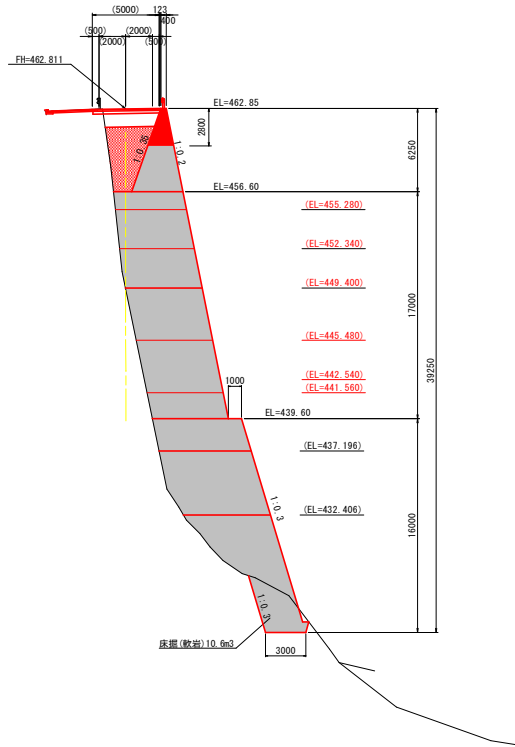 (5000)
123
400
(500)
(2000)
(2000)
(500)
FH=462.811
EL=462.85
2800
1:0.36
1:0.2
6250
EL=456.60
(EL=455.280)
(EL=452.340)
(EL=449.400)
17000
39250
(EL=445.480)
(EL=442.540)
(EL=441.560)
1000
EL=439.60
(EL=437.196)
1:0.3
(EL=432.406)
16000
1:0.3
床掘(軟岩)10.6m3
3000